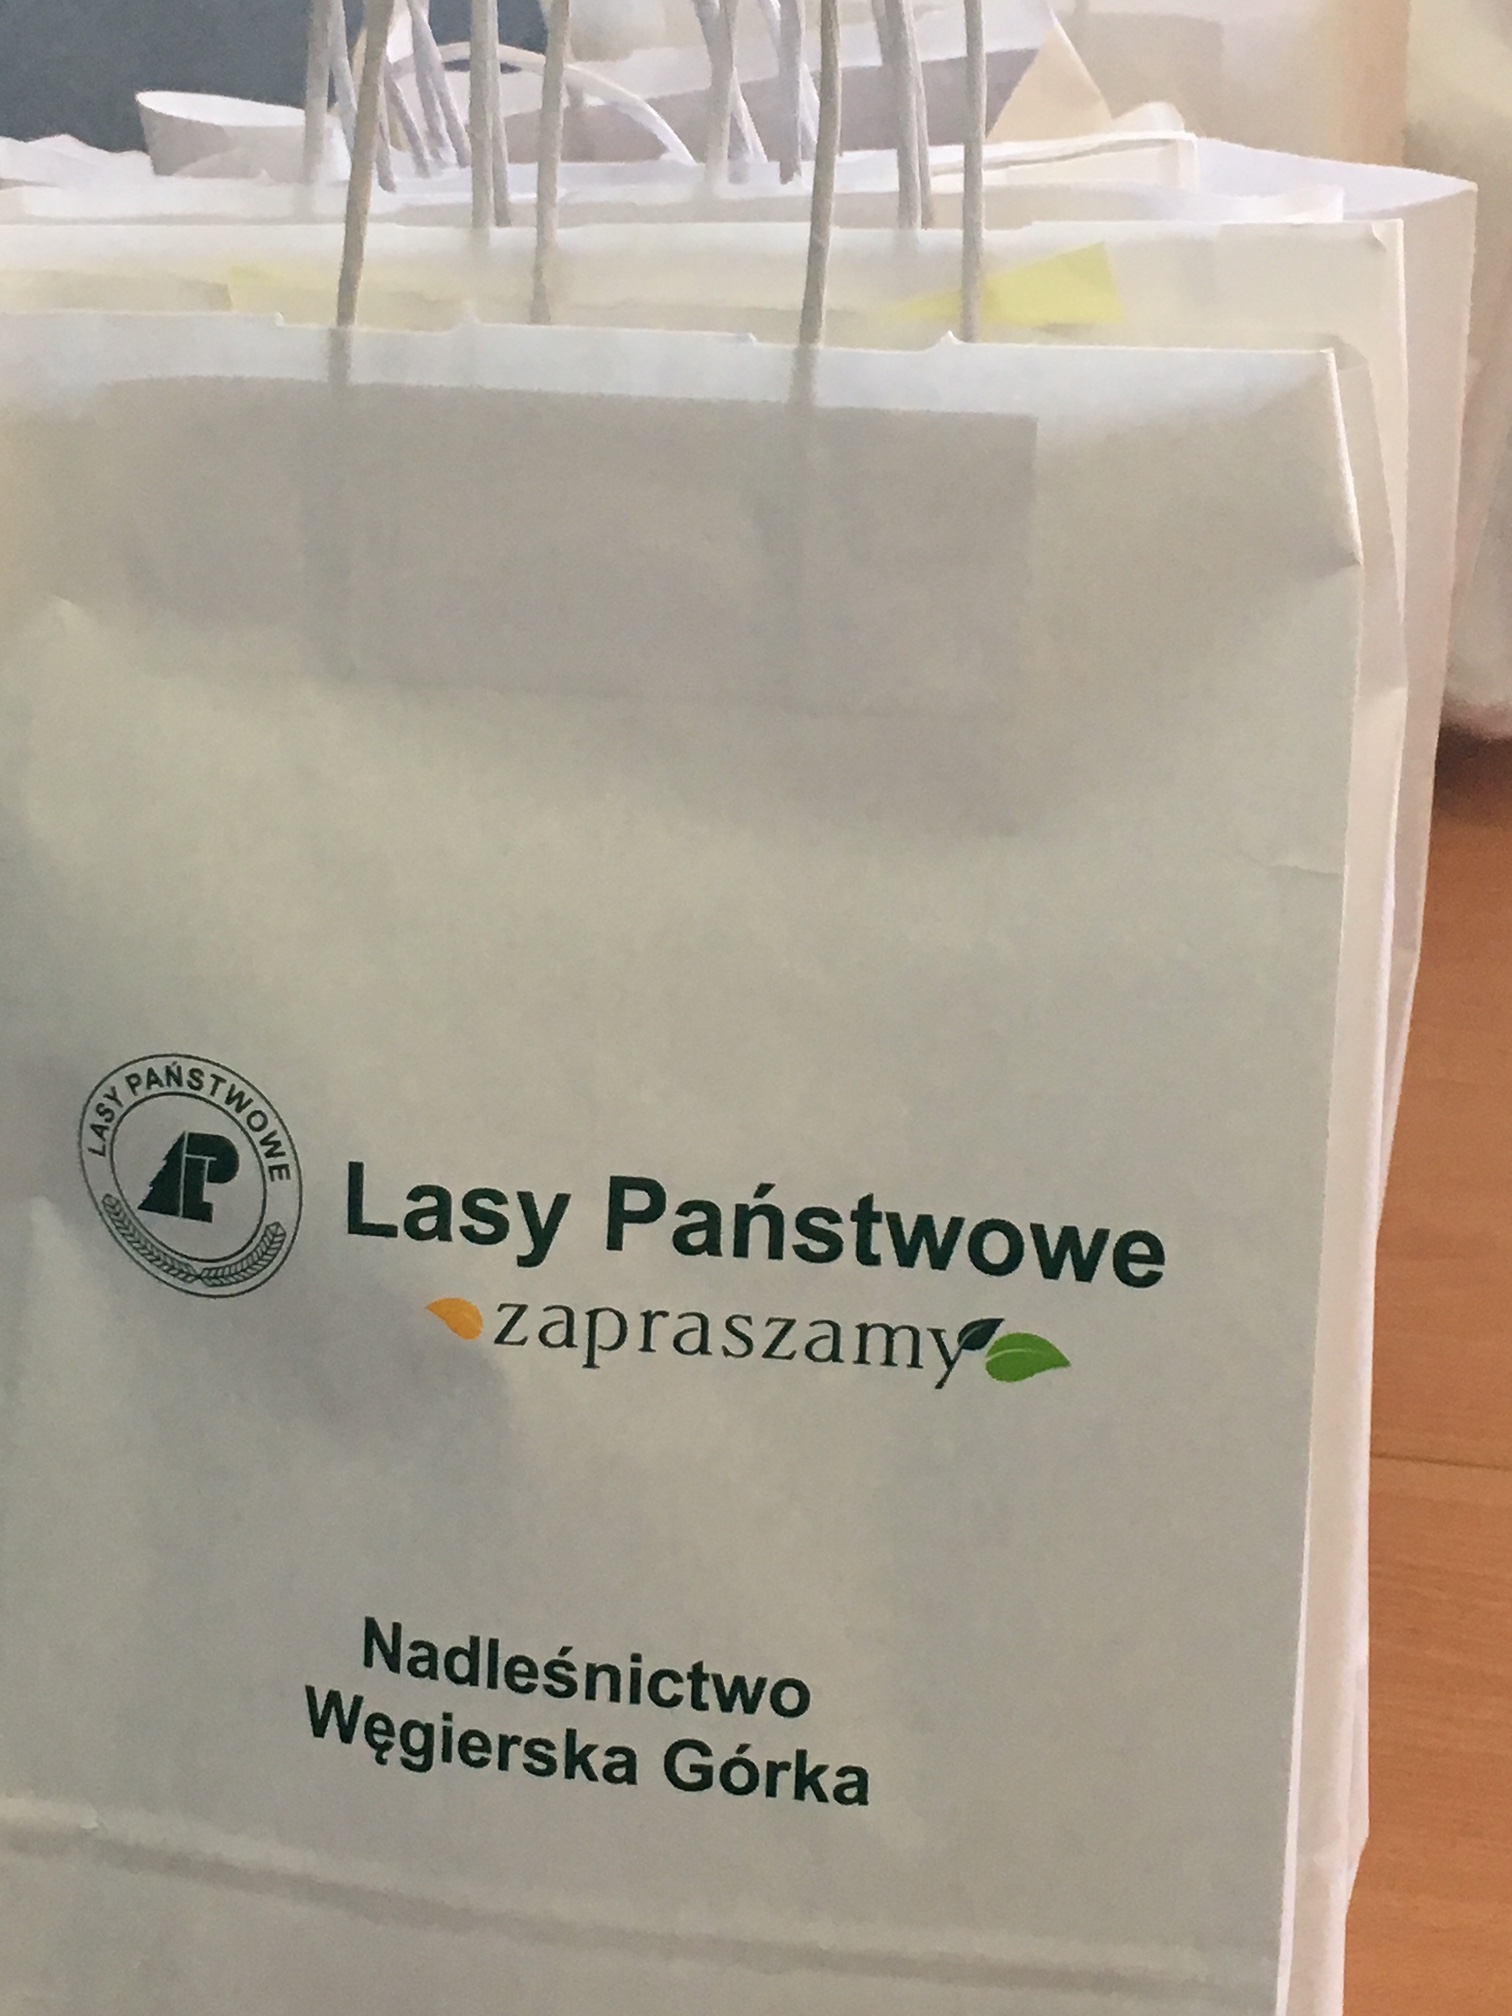 LASY PAŃSTWOWE
Lasy Państwowe
zapraszamy
Nadleśnictwo
Węgierska Górka